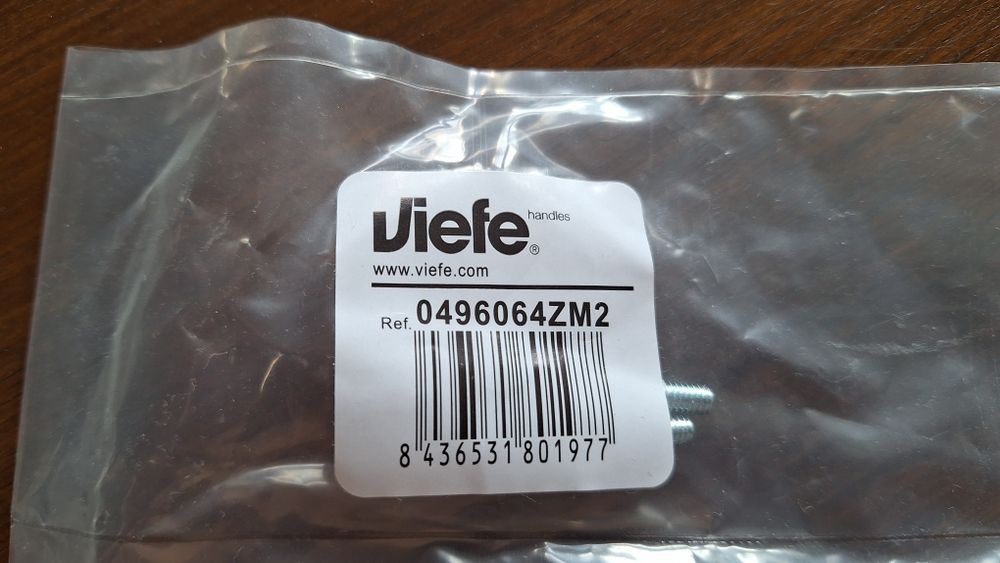 Viefe handles
®
www.viefe.com
Ref. 0496064ZM2
8 436531 801977